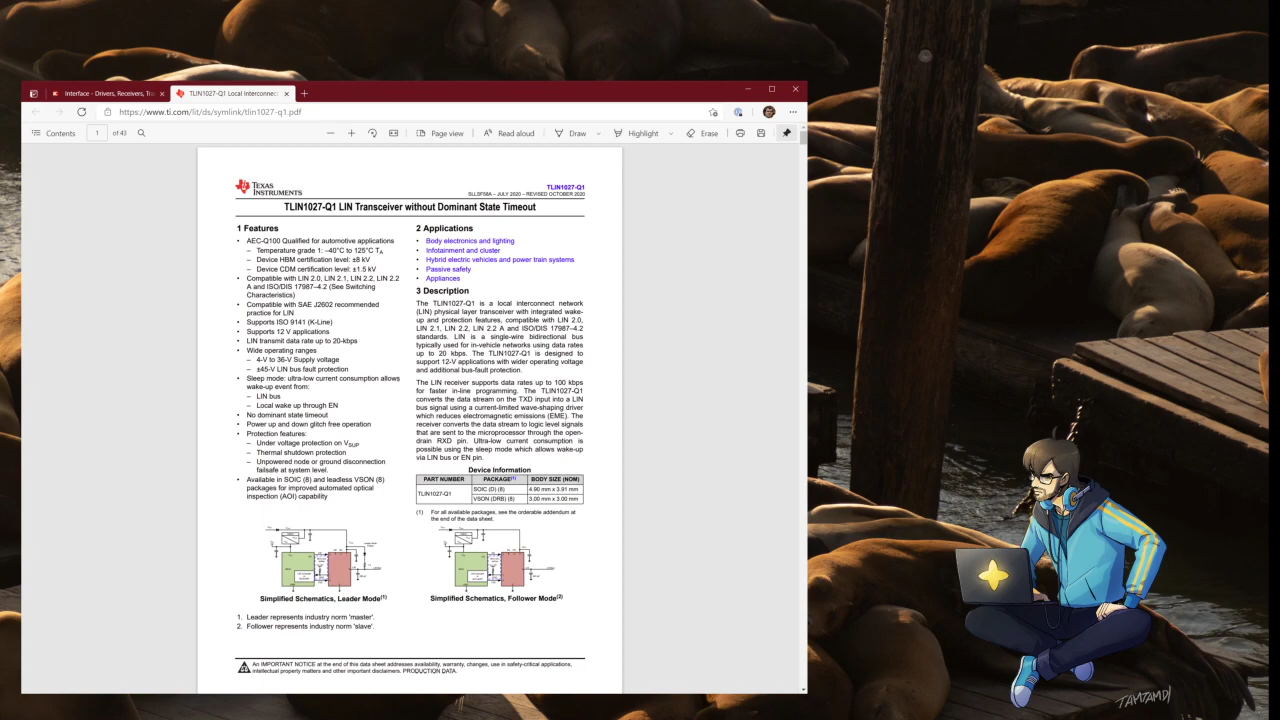 Interface - Drivers, Receivers, Tra
TLIN1027-Q1 Local Interconnect
https://www.ti.com/lit/ds/symlink/tlin1027-q1.pdf
Contents
1
of 43
Page view
Read aloud
Draw
Highlight
Erase
TEXAS
INSTRUMENTS
TLIN1027-Q1
SLLSF58A – JULY 2020 – REVISED OCTOBER 2020
TLIN1027-Q1 LIN Transceiver without Dominant State Timeout
1 Features
• AEC-Q100 Qualified for automotive applications
– Temperature grade 1: –40°C to 125°C TA
– Device HBM certification level: ±8 kV
– Device CDM certification level: ±1.5 kV
• Compatible with LIN 2.0, LIN 2.1, LIN 2.2, LIN 2.2
A and ISO/DIS 17987–4.2 (See Switching
Characteristics)
• Compatible with SAE J2602 recommended
practice for LIN
• Supports ISO 9141 (K-Line)
• Supports 12 V applications
• LIN transmit data rate up to 20-kbps
• Wide operating ranges
– 4-V to 36-V Supply voltage
– ±45-V LIN bus fault protection
• Sleep mode: ultra-low current consumption allows
wake-up event from:
– LIN bus
– Local wake up through EN
• No dominant state timeout
• Power up and down glitch free operation
• Protection features:
– Under voltage protection on VSUP
– Thermal shutdown protection
– Unpowered node or ground disconnection
failsafe at system level.
• Available in SOIC (8) and leadless VSON (8)
packages for improved automated optical
inspection (AOI) capability
2 Applications
• Body electronics and lighting
• Infotainment and cluster
• Hybrid electric vehicles and power train systems
• Passive safety
• Appliances
3 Description
The TLIN1027-Q1 is a local interconnect network
(LIN) physical layer transceiver with integrated wake-
up and protection features, compatible with LIN 2.0,
LIN 2.1, LIN 2.2, LIN 2.2 A and ISO/DIS 17987–4.2
standards. LIN is a single-wire bidirectional bus
typically used for in-vehicle networks using data rates
up to 20 kbps. The TLIN1027-Q1 is designed to
support 12-V applications with wider operating voltage
and additional bus-fault protection.
The LIN receiver supports data rates up to 100 kbps
for faster in-line programming. The TLIN1027-Q1
converts the data stream on the TXD input into a LIN
bus signal using a current-limited wave-shaping driver
which reduces electromagnetic emissions (EME). The
receiver converts the data stream to logic level signals
that are sent to the microprocessor through the open-
drain RXD pin. Ultra-low current consumption is
possible using the sleep mode which allows wake-up
via LIN bus or EN pin.
Device Information
PART NUMBER PACKAGE(1) BODY SIZE (NOM)
TLIN1027-Q1 SOIC (D) (8) 4.90 mm x 3.91 mm
VSON (DRB) (8) 3.00 mm x 3.00 mm
(1) For all available packages, see the orderable addendum at
the end of the data sheet.
Simplified Schematics, Leader Mode(1)
Simplified Schematics, Follower Mode(2)
1. Leader represents industry norm 'master'.
2. Follower represents industry norm 'slave'.
An IMPORTANT NOTICE at the end of this data sheet addresses availability, warranty, changes, use in safety-critical applications,
intellectual property matters and other important disclaimers. PRODUCTION DATA.
TAMTAMDI